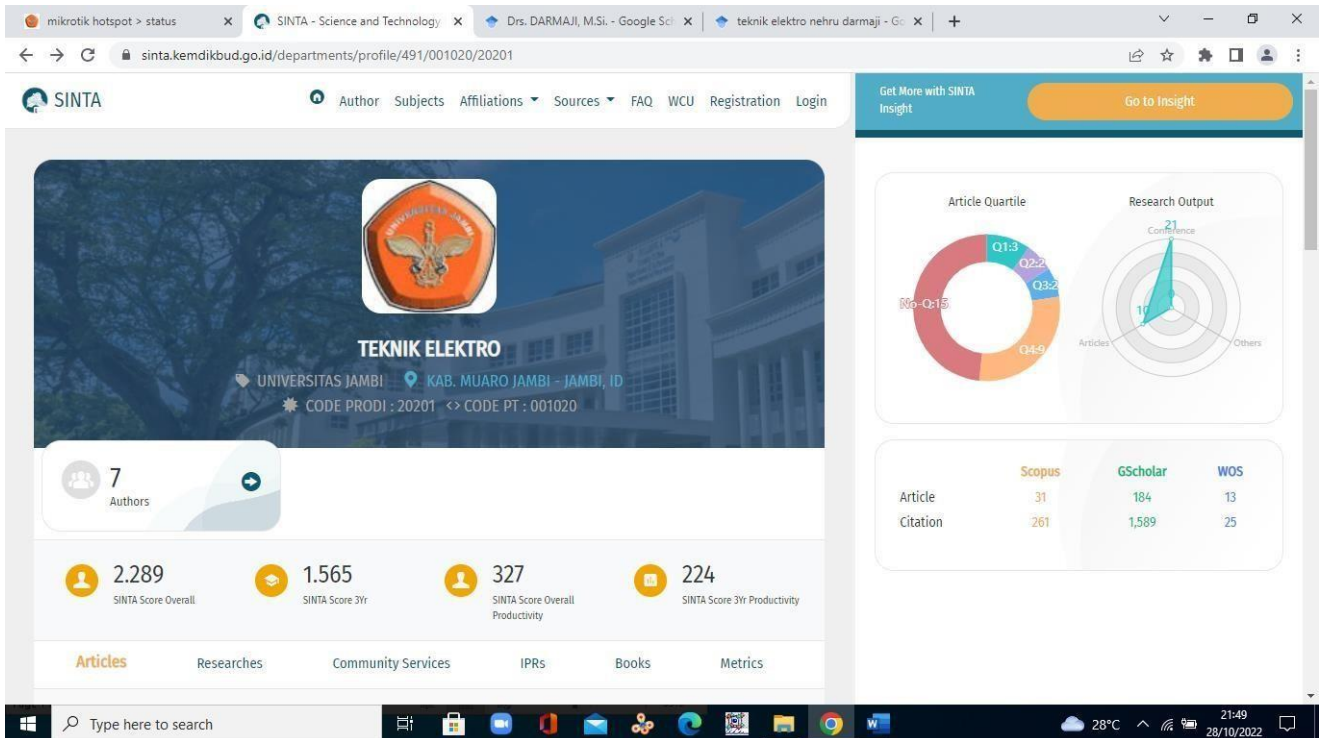 mikrotik hotspot > status
SINTA - Science and Technology
Drs. DARMAJI, M.Si. - Google Sch
teknik elektro nehru darmaji - Go
sinta.kemdikbud.go.id/departments/profile/491/001020/20201
SINTA
Author Subjects Affiliations Sources FAQ WCU Registration Login
Get More with SINTA
Insight
Go to Insight
UNIVERSITAS JAMBI
TEKNIK ELEKTRO
UNIVERSITAS JAMBI KAB. MUARO JAMBI - JAMBI, ID
CODE PRODI : 20201 <> CODE PT : 001020
7
Authors
2.289
SINTA Score Overall
1.565
SINTA Score 3Yr
327
SINTA Score Overall
Productivity
224
SINTA Score 3Yr Productivity
Articles Researches Community Services IPRs Books Metrics
Article Quartile
Q1:3
Q2:2
Q3:2
No-Q:15
Q4:9
Research Output
21
Conference
0
10
Articles
Others
Scopus GScholar WOS
Article 31 184 13
Citation 261 1,589 25
Type here to search
28°C
21:49
28/10/2022